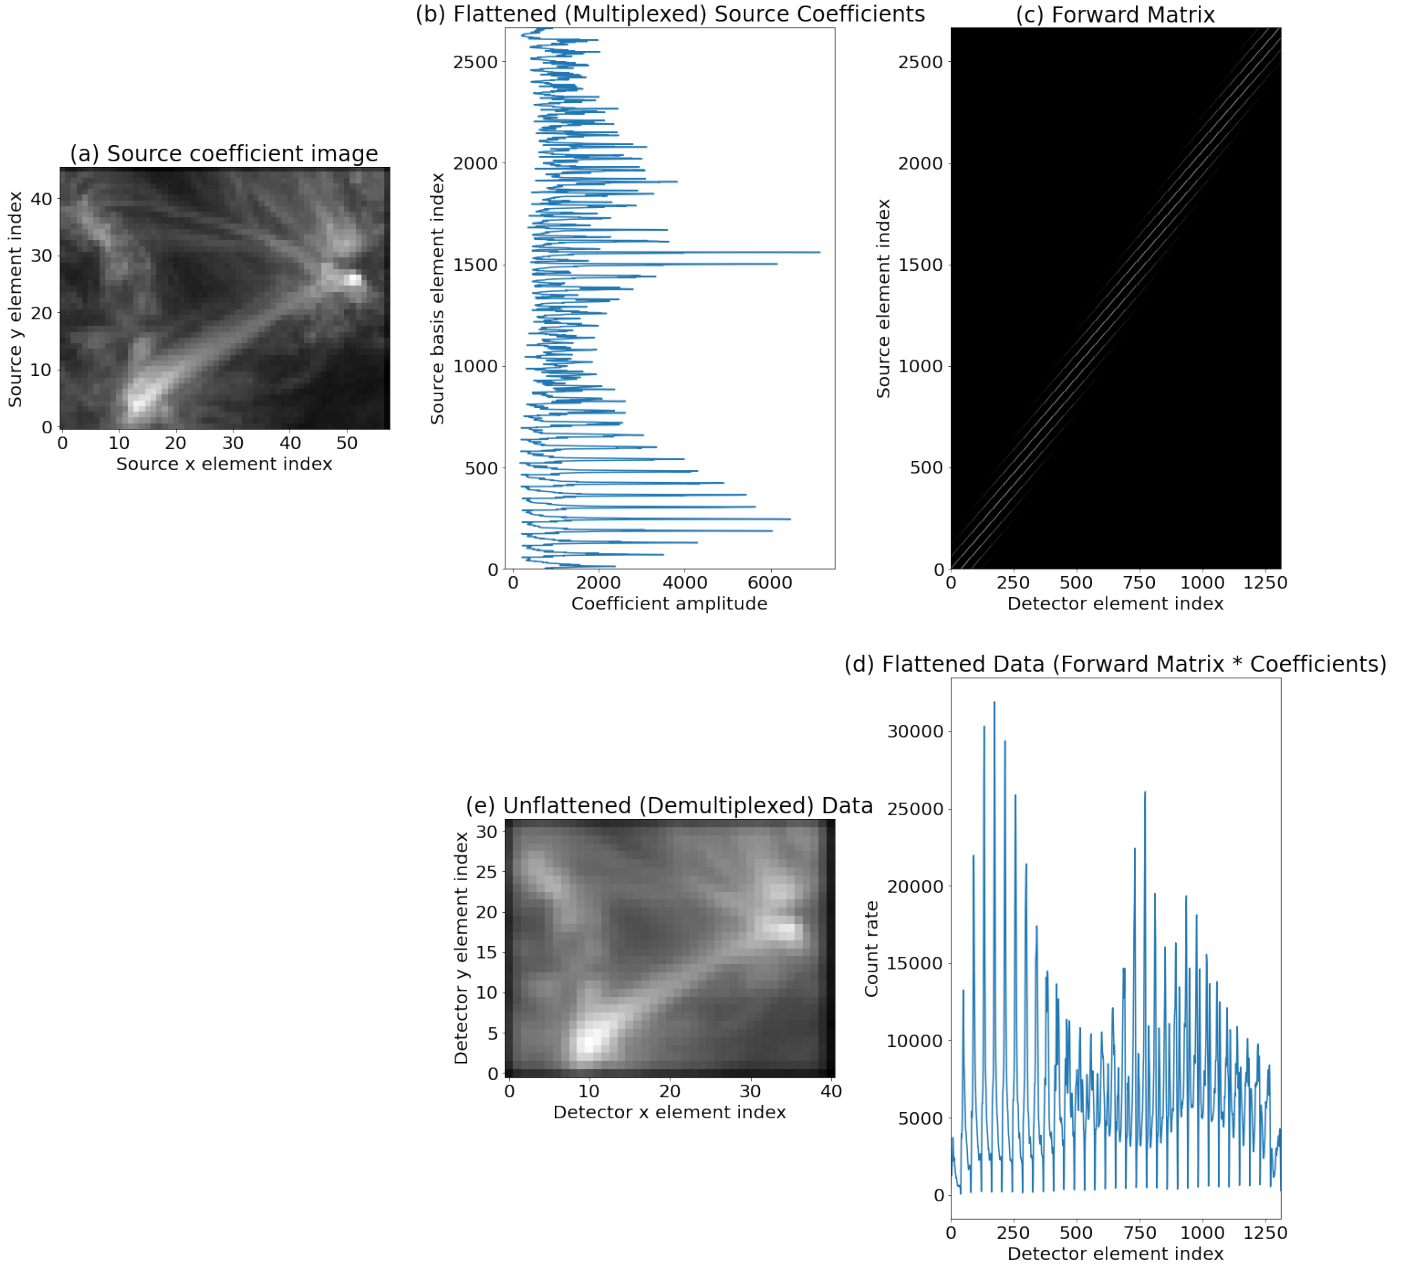 (b) Flattened (Multiplexed) Source Coefficients
(c) Forward Matrix
(a) Source coefficient image
Source y element index
40
30
20
10
0
0 10 20 30 40 50
Source x element index
Source basis element index
2500
2000
1500
1000
500
0
0 2000 4000 6000
Coefficient amplitude
Source element index
2500
2000
1500
1000
500
0
0 250 500 750 1000 1250
Detector element index
(d) Flattened Data (Forward Matrix * Coefficients)
(e) Unflattened (Demultiplexed) Data
Detector y element index
30
25
20
15
10
5
0
0 10 20 30 40
Detector x element index
Count rate
30000
25000
20000
15000
10000
5000
0
0 250 500 750 1000 1250
Detector element index